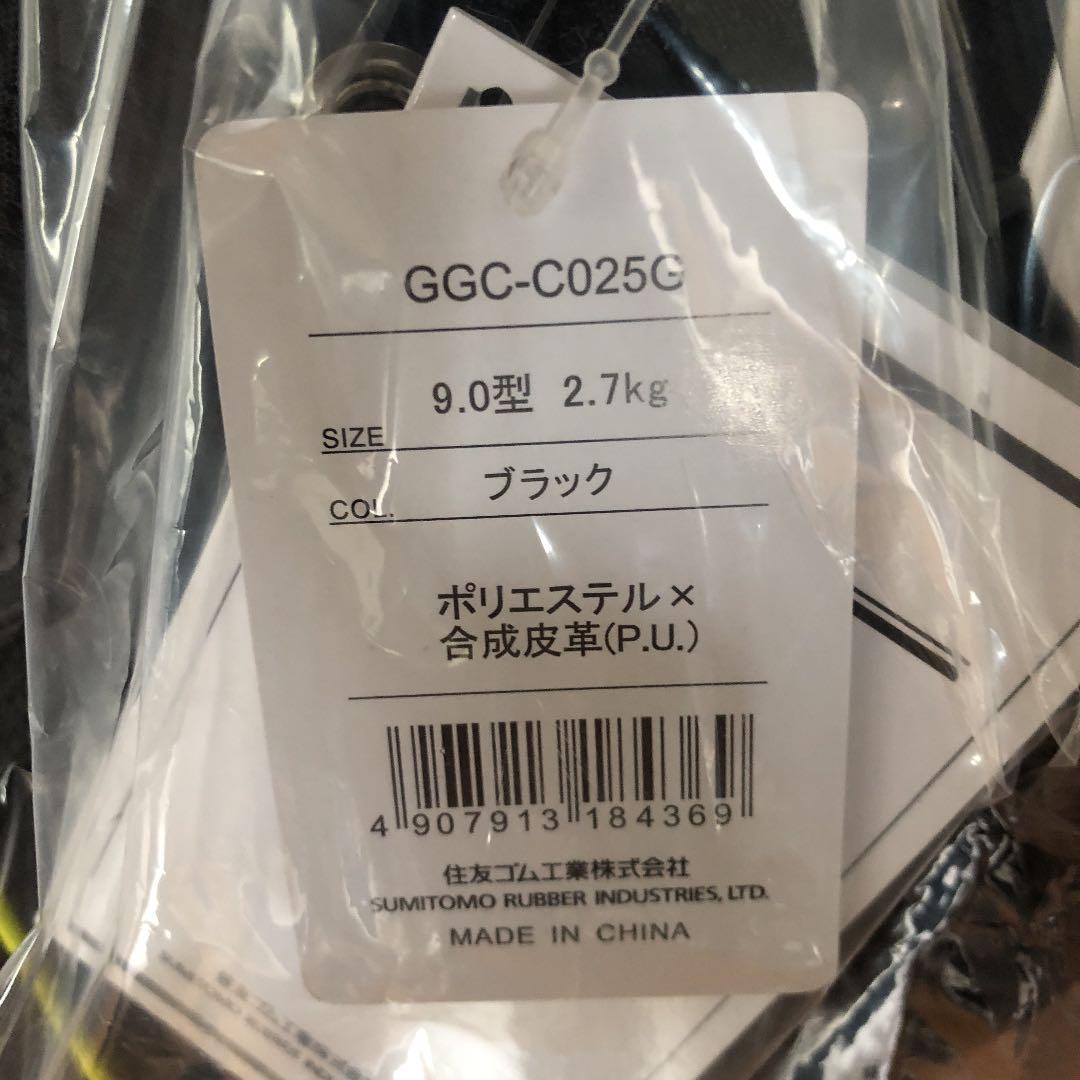 GGC-C025G
9.0型 2.7kg
SIZE
ブラック
COL.
ポリエステル×
合成皮革(P.U.)
4 907913 184369
住友ゴム工業株式会社
SUMITOMO RUBBER INDUSTRIES, LTD.
MADE IN CHINA